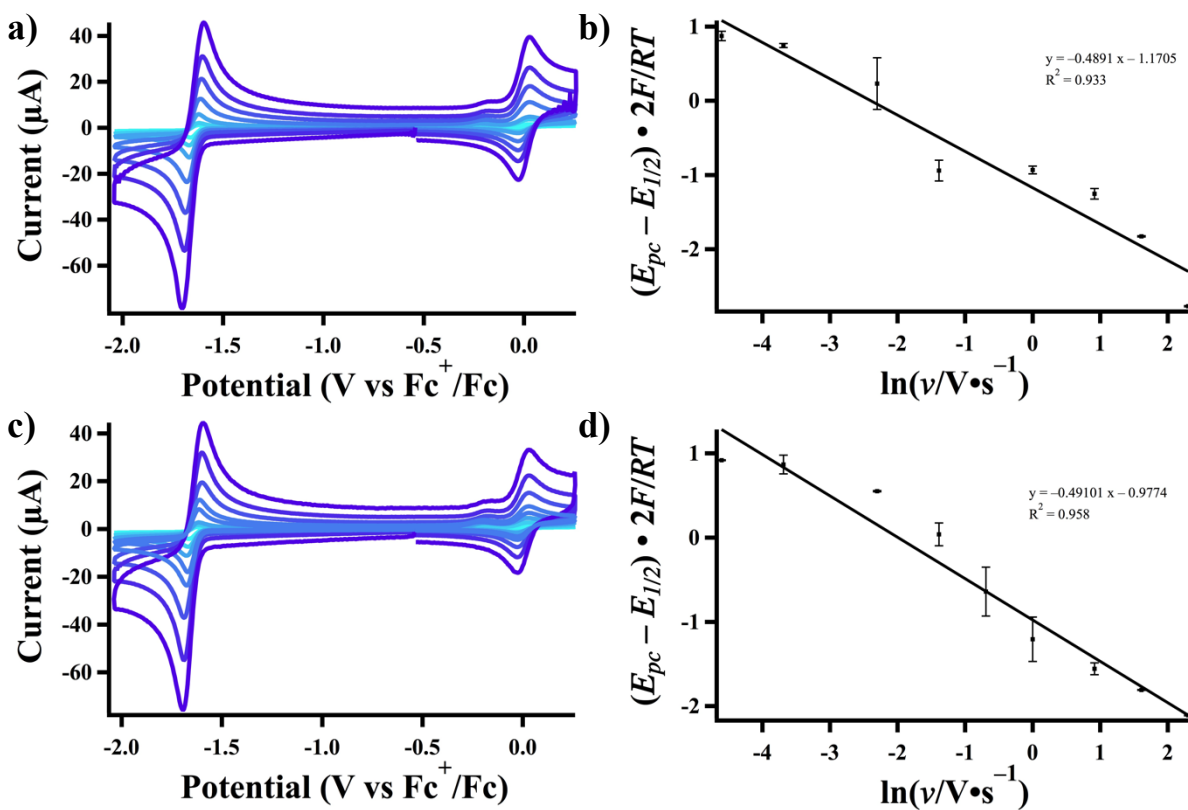 a)
40
20
0
-20
-40
-60
Current (µA)
-2.0 -1.5 -1.0 -0.5 0.0
Potential (V vs Fc⁺/Fc)
b)
1
0
-1
-2
(E_pc – E_1/2) • 2F/RT
y = –0.4891 x – 1.1705
R² = 0.933
-4 -3 -2 -1 0 1 2
ln(v/V•s⁻¹)
c)
40
20
0
-20
-40
-60
Current (µA)
-2.0 -1.5 -1.0 -0.5 0.0
Potential (V vs Fc⁺/Fc)
d)
1
0
-1
-2
(E_pc – E_1/2) • 2F/RT
y = –0.49101 x – 0.9774
R² = 0.958
-4 -3 -2 -1 0 1 2
ln(v/V•s⁻¹)